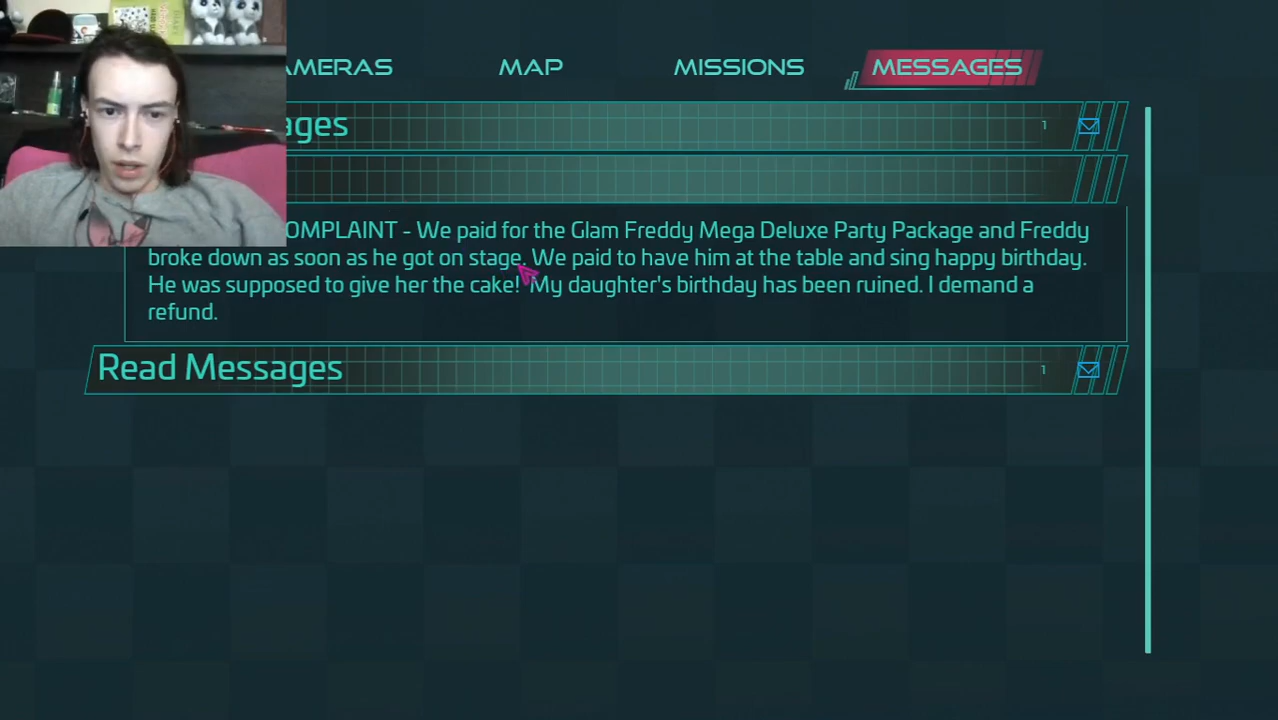 AMERAS MAP MISSIONS MESSAGES
ages 1
OMPLAINT - We paid for the Glam Freddy Mega Deluxe Party Package and Freddy
broke down as soon as he got on stage. We paid to have him at the table and sing happy birthday.
He was supposed to give her the cake! My daughter's birthday has been ruined. I demand a
refund.
Read Messages 1